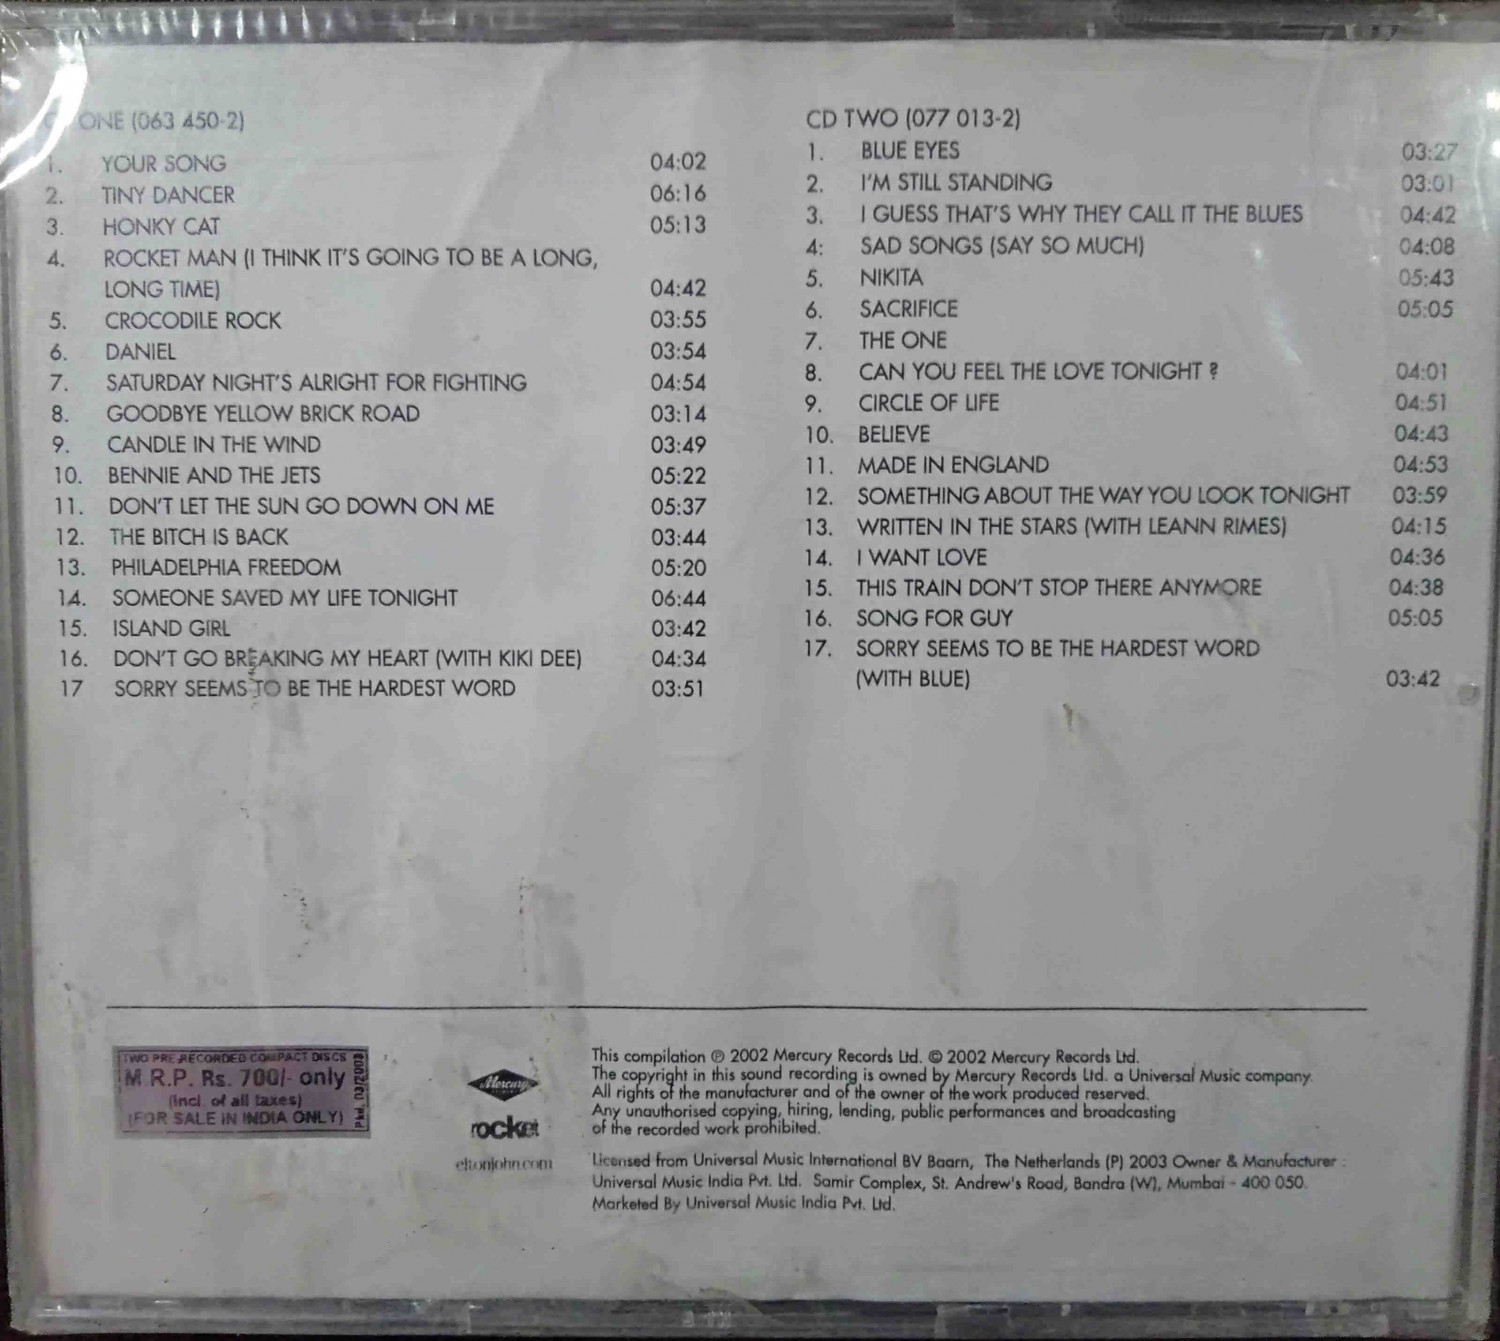 ONE (063 450-2)
1. YOUR SONG 04:02
2. TINY DANCER 06:16
3. HONKY CAT 05:13
4. ROCKET MAN (I THINK IT'S GOING TO BE A LONG,
LONG TIME) 04:42
5. CROCODILE ROCK 03:55
6. DANIEL 03:54
7. SATURDAY NIGHT'S ALRIGHT FOR FIGHTING 04:54
8. GOODBYE YELLOW BRICK ROAD 03:14
9. CANDLE IN THE WIND 03:49
10. BENNIE AND THE JETS 05:22
11. DON'T LET THE SUN GO DOWN ON ME 05:37
12. THE BITCH IS BACK 03:44
13. PHILADELPHIA FREEDOM 05:20
14. SOMEONE SAVED MY LIFE TONIGHT 06:44
15. ISLAND GIRL 03:42
16. DON'T GO BREAKING MY HEART (WITH KIKI DEE) 04:34
17 SORRY SEEMS TO BE THE HARDEST WORD 03:51
CD TWO (077 013-2)
1. BLUE EYES 03:27
2. I'M STILL STANDING 03:01
3. I GUESS THAT'S WHY THEY CALL IT THE BLUES 04:42
4: SAD SONGS (SAY SO MUCH) 04:08
5. NIKITA 05:43
6. SACRIFICE 05:05
7. THE ONE
8. CAN YOU FEEL THE LOVE TONIGHT ? 04:01
9. CIRCLE OF LIFE 04:51
10. BELIEVE 04:43
11. MADE IN ENGLAND 04:53
12. SOMETHING ABOUT THE WAY YOU LOOK TONIGHT 03:59
13. WRITTEN IN THE STARS (WITH LEANN RIMES) 04:15
14. I WANT LOVE 04:36
15. THIS TRAIN DON'T STOP THERE ANYMORE 04:38
16. SONG FOR GUY 05:05
17. SORRY SEEMS TO BE THE HARDEST WORD
(WITH BLUE) 03:42
TWO PRE-RECORDED COMPACT DISCS
M R.P. Rs. 700/- only
(Incl. of all taxes)
(FOR SALE IN INDIA ONLY)
Pkd. 03/2003
Mercury
rocket
eltonjohn.com
This compilation ℗ 2002 Mercury Records Ltd. © 2002 Mercury Records Ltd.
The copyright in this sound recording is owned by Mercury Records Ltd. a Universal Music company.
All rights of the manufacturer and of the owner of the work produced reserved.
Any unauthorised copying, hiring, lending, public performances and broadcasting
of the recorded work prohibited.
Licensed from Universal Music International BV Baarn, The Netherlands (P) 2003 Owner & Manufacturer :
Universal Music India Pvt. Ltd. Samir Complex, St. Andrew's Road, Bandra (W), Mumbai - 400 050.
Marketed By Universal Music India Pvt. Ltd.